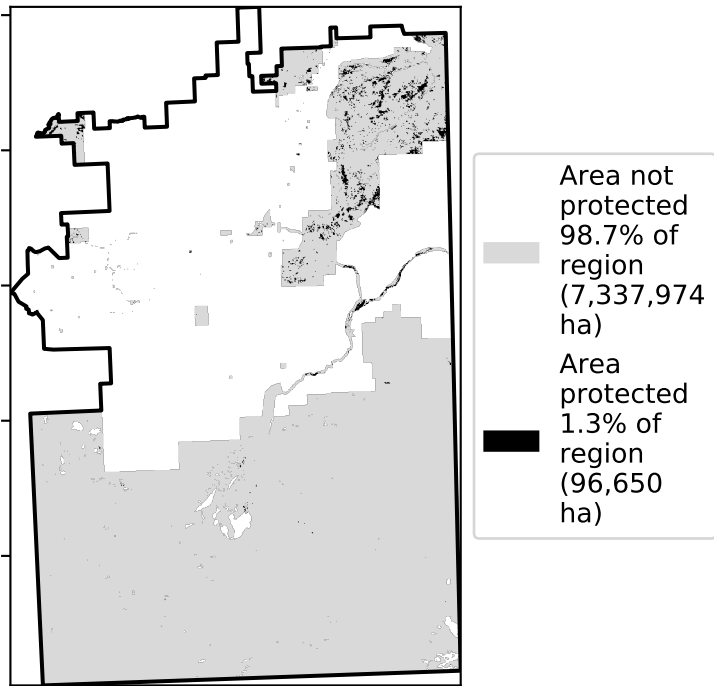 Area not
protected
98.7% of
region
(7,337,974
ha)
Area
protected
1.3% of
region
(96,650
ha)